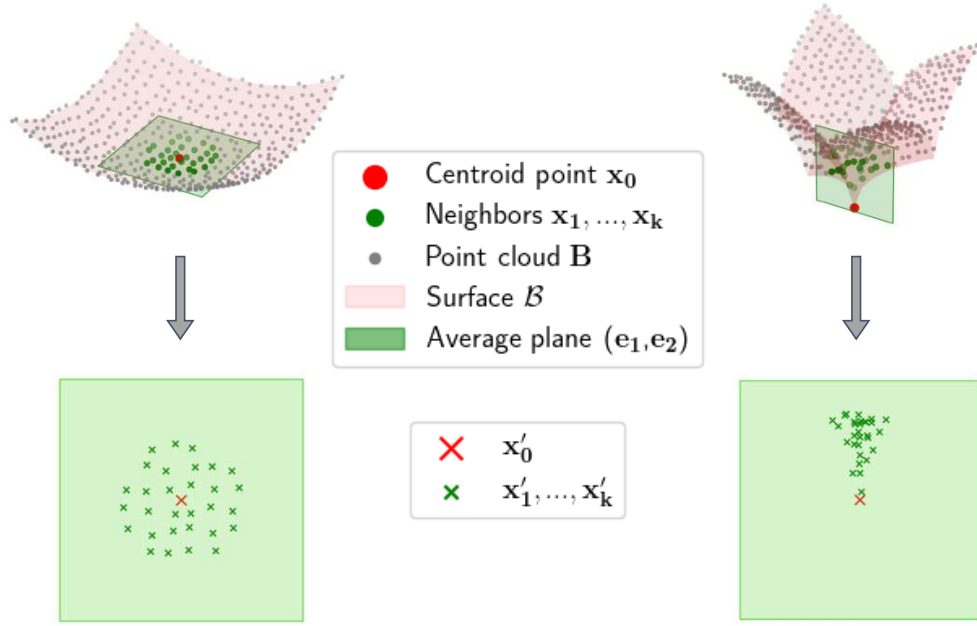 Centroid point x₀
Neighbors x₁, ..., xₖ
Point cloud B
Surface ℬ
Average plane (e₁,e₂)
x′₀
x′₁, ..., x′ₖ